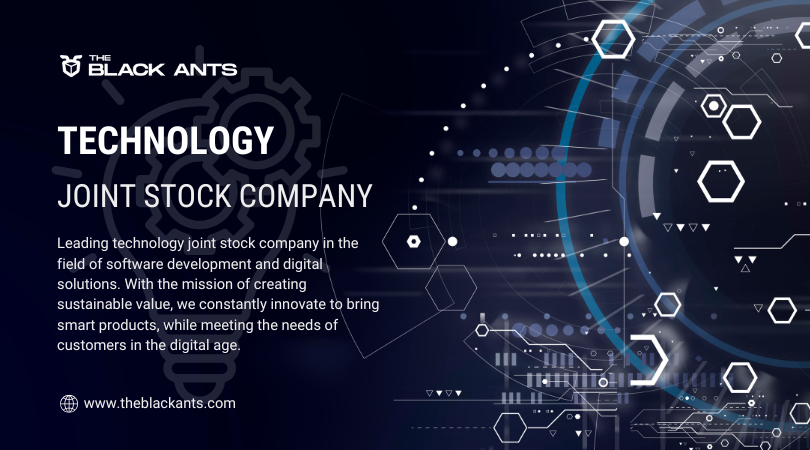 THE
BLACK ANTS
TECHNOLOGY
JOINT STOCK COMPANY
Leading technology joint stock company in the
field of software development and digital
solutions. With the mission of creating
sustainable value, we constantly innovate to bring
smart products, while meeting the needs of
customers in the digital age.
www.theblackants.com